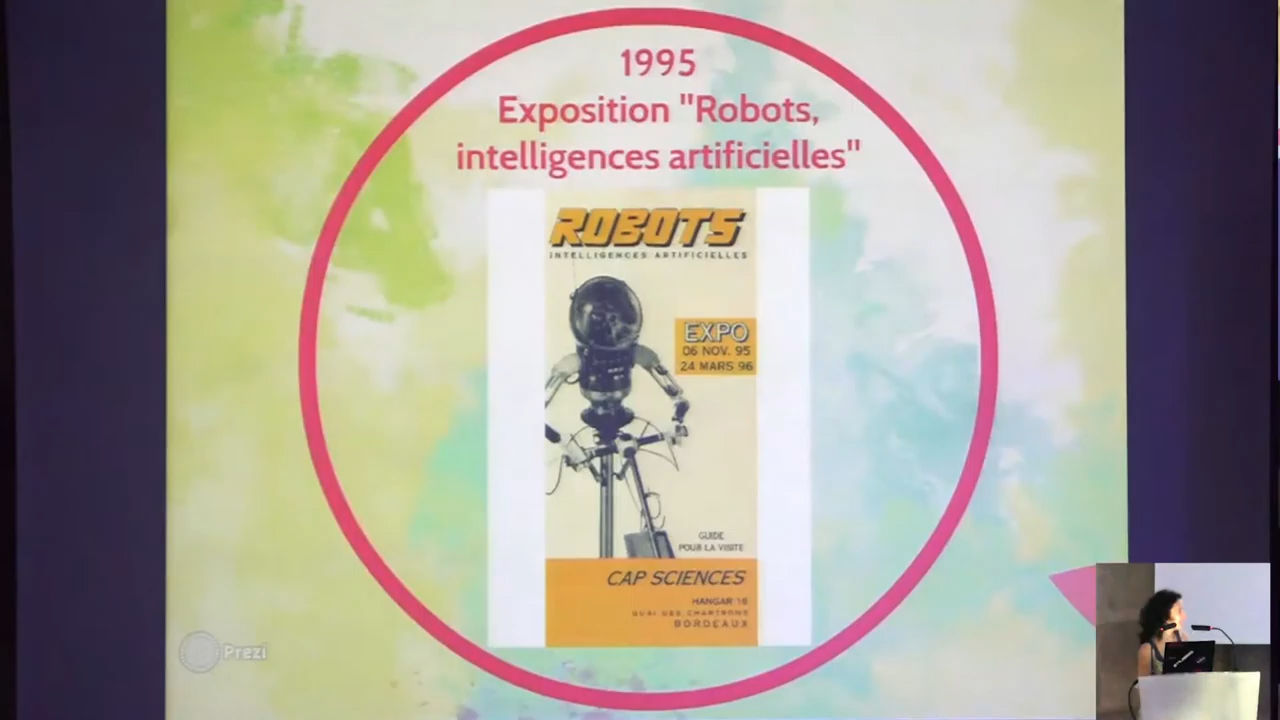 1995
Exposition "Robots,
intelligences artificielles"
ROBOTS
INTELLIGENCES ARTIFICIELLES
EXPO
06 NOV. 95
24 MARS 96
GUIDE
POUR LA VISITE
CAP SCIENCES
HANGAR
QUAI DES CHARTRONS
BORDEAUX
Prezi